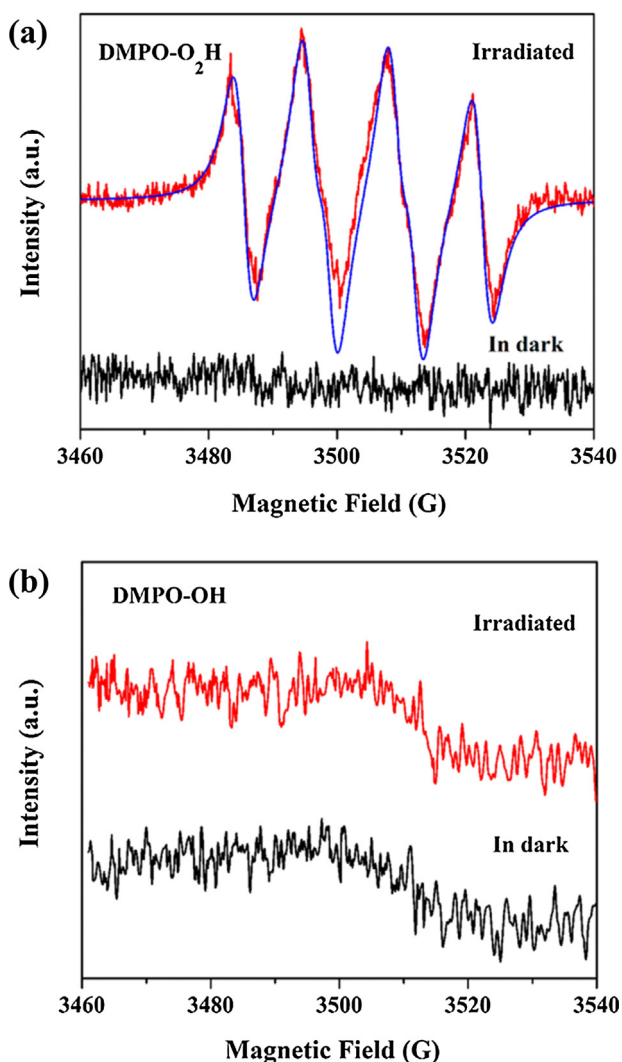 (a)
DMPO-O₂H
Irradiated
Intensity (a.u.)
In dark
3460 3480 3500 3520 3540
Magnetic Field (G)
(b)
DMPO-OH
Irradiated
Intensity (a.u.)
In dark
3460 3480 3500 3520 3540
Magnetic Field (G)